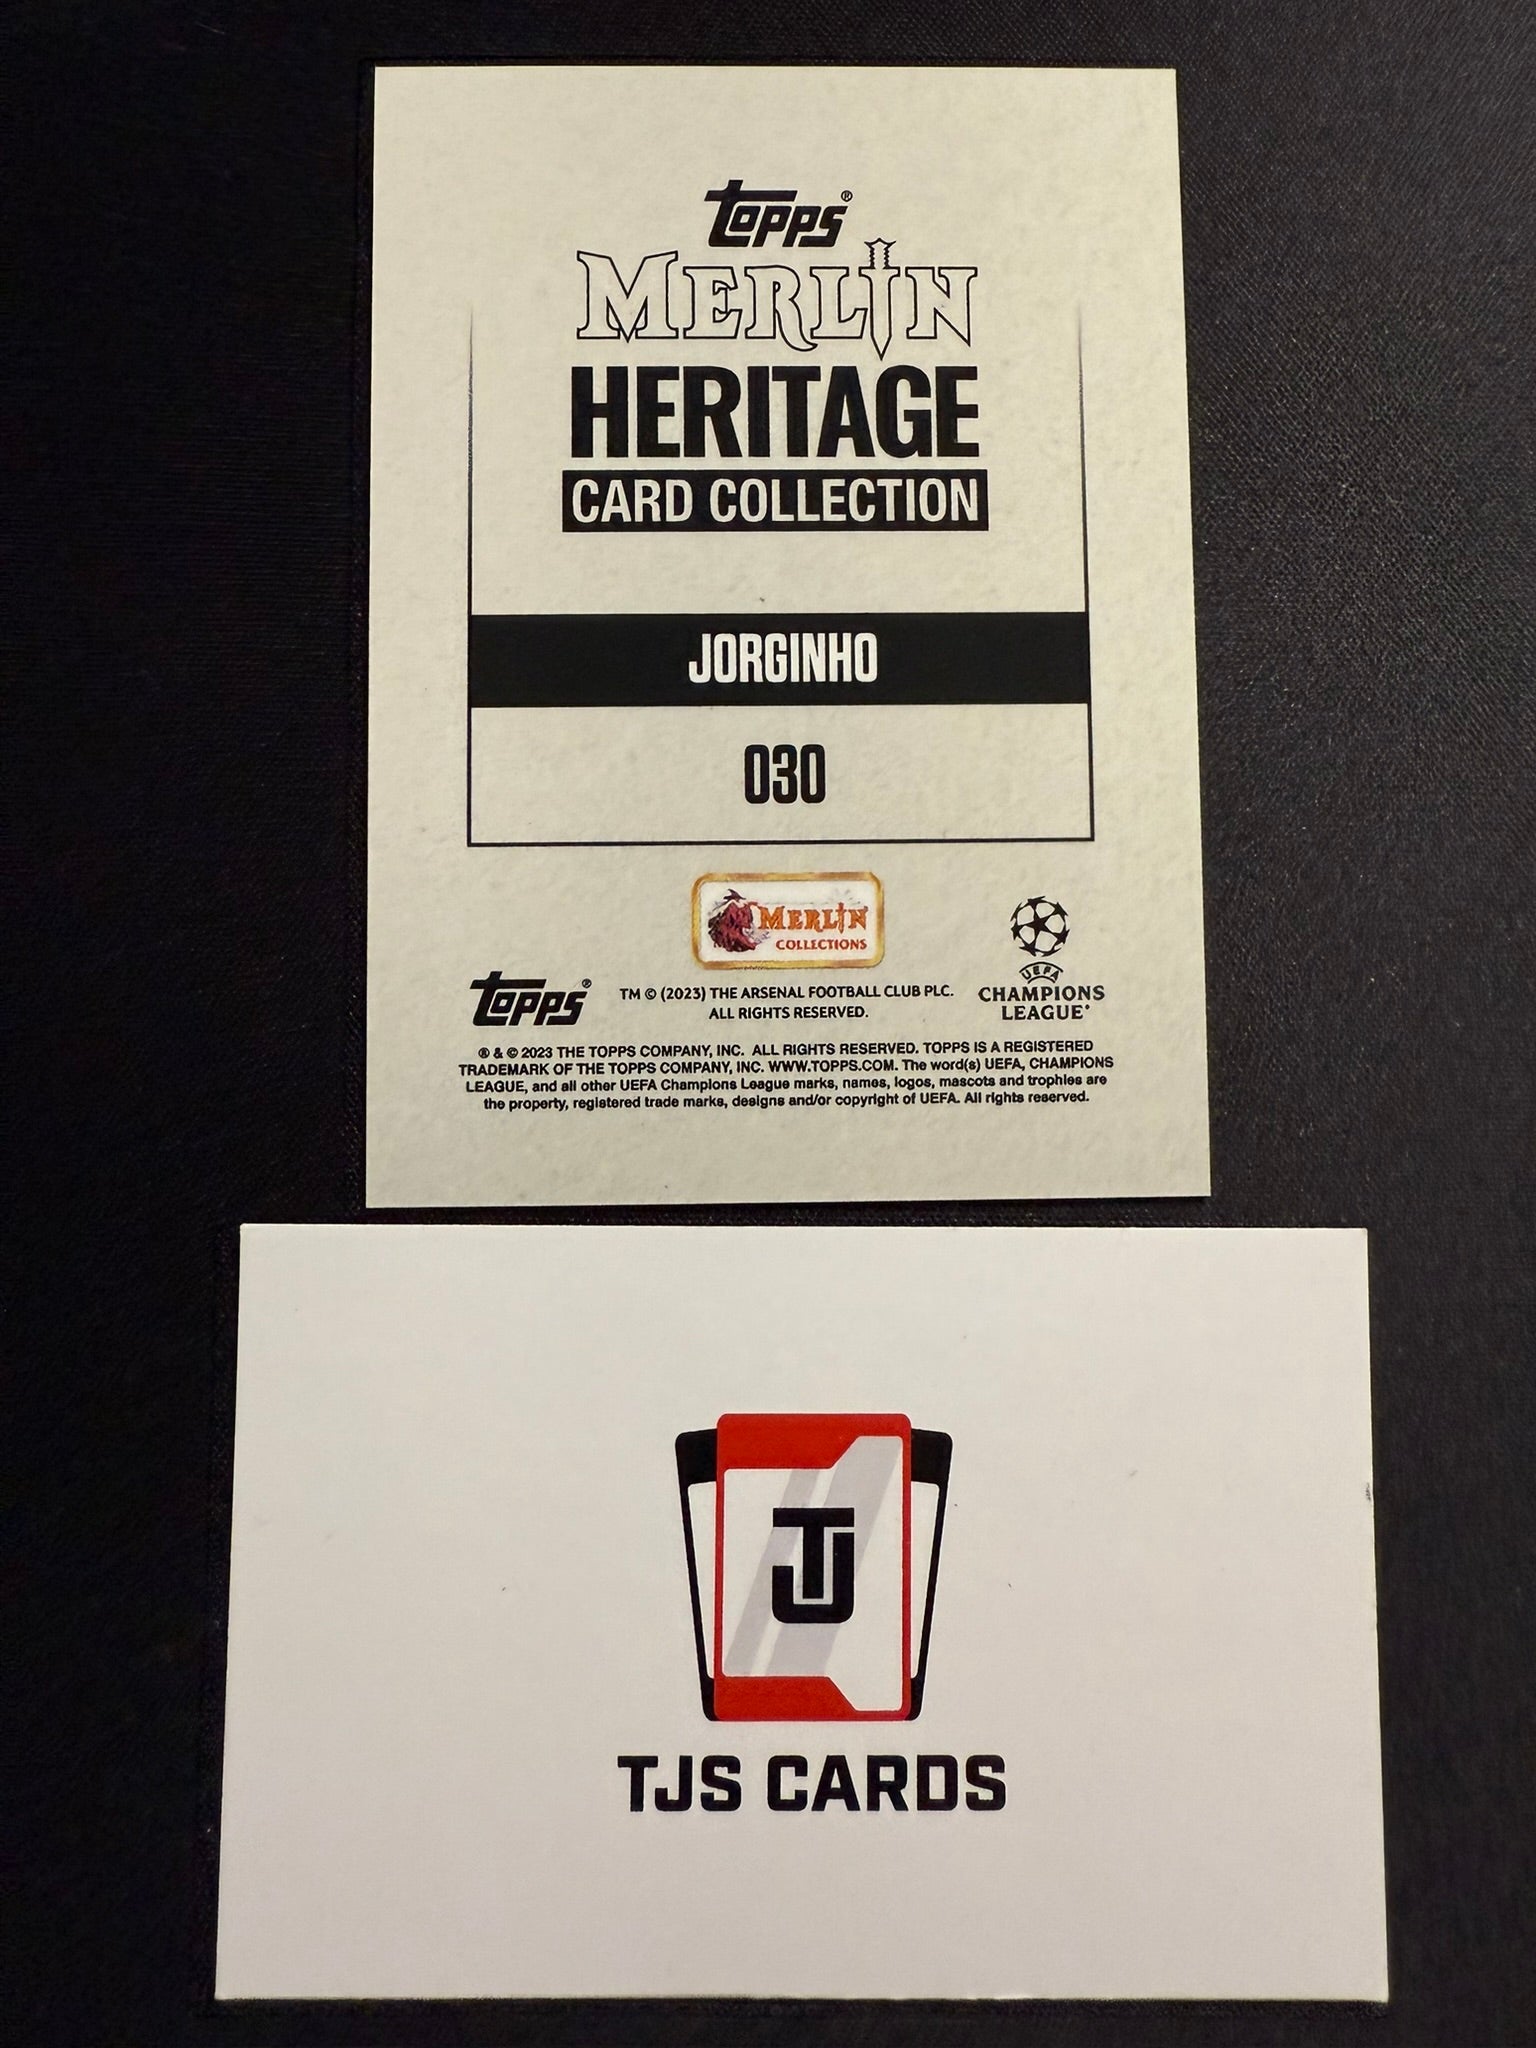 Topps®
MERLIN
HERITAGE
CARD COLLECTION
JORGINHO
030
MERLIN
COLLECTIONS
Topps®
TM © (2023) THE ARSENAL FOOTBALL CLUB PLC.
ALL RIGHTS RESERVED.
UEFA
CHAMPIONS
LEAGUE®
® & © 2023 THE TOPPS COMPANY, INC. ALL RIGHTS RESERVED. TOPPS IS A REGISTERED
TRADEMARK OF THE TOPPS COMPANY, INC. WWW.TOPPS.COM. The word(s) UEFA, CHAMPIONS
LEAGUE, and all other UEFA Champions League marks, names, logos, mascots and trophies are
the property, registered trade marks, designs and/or copyright of UEFA. All rights reserved.
TJ
TJS CARDS